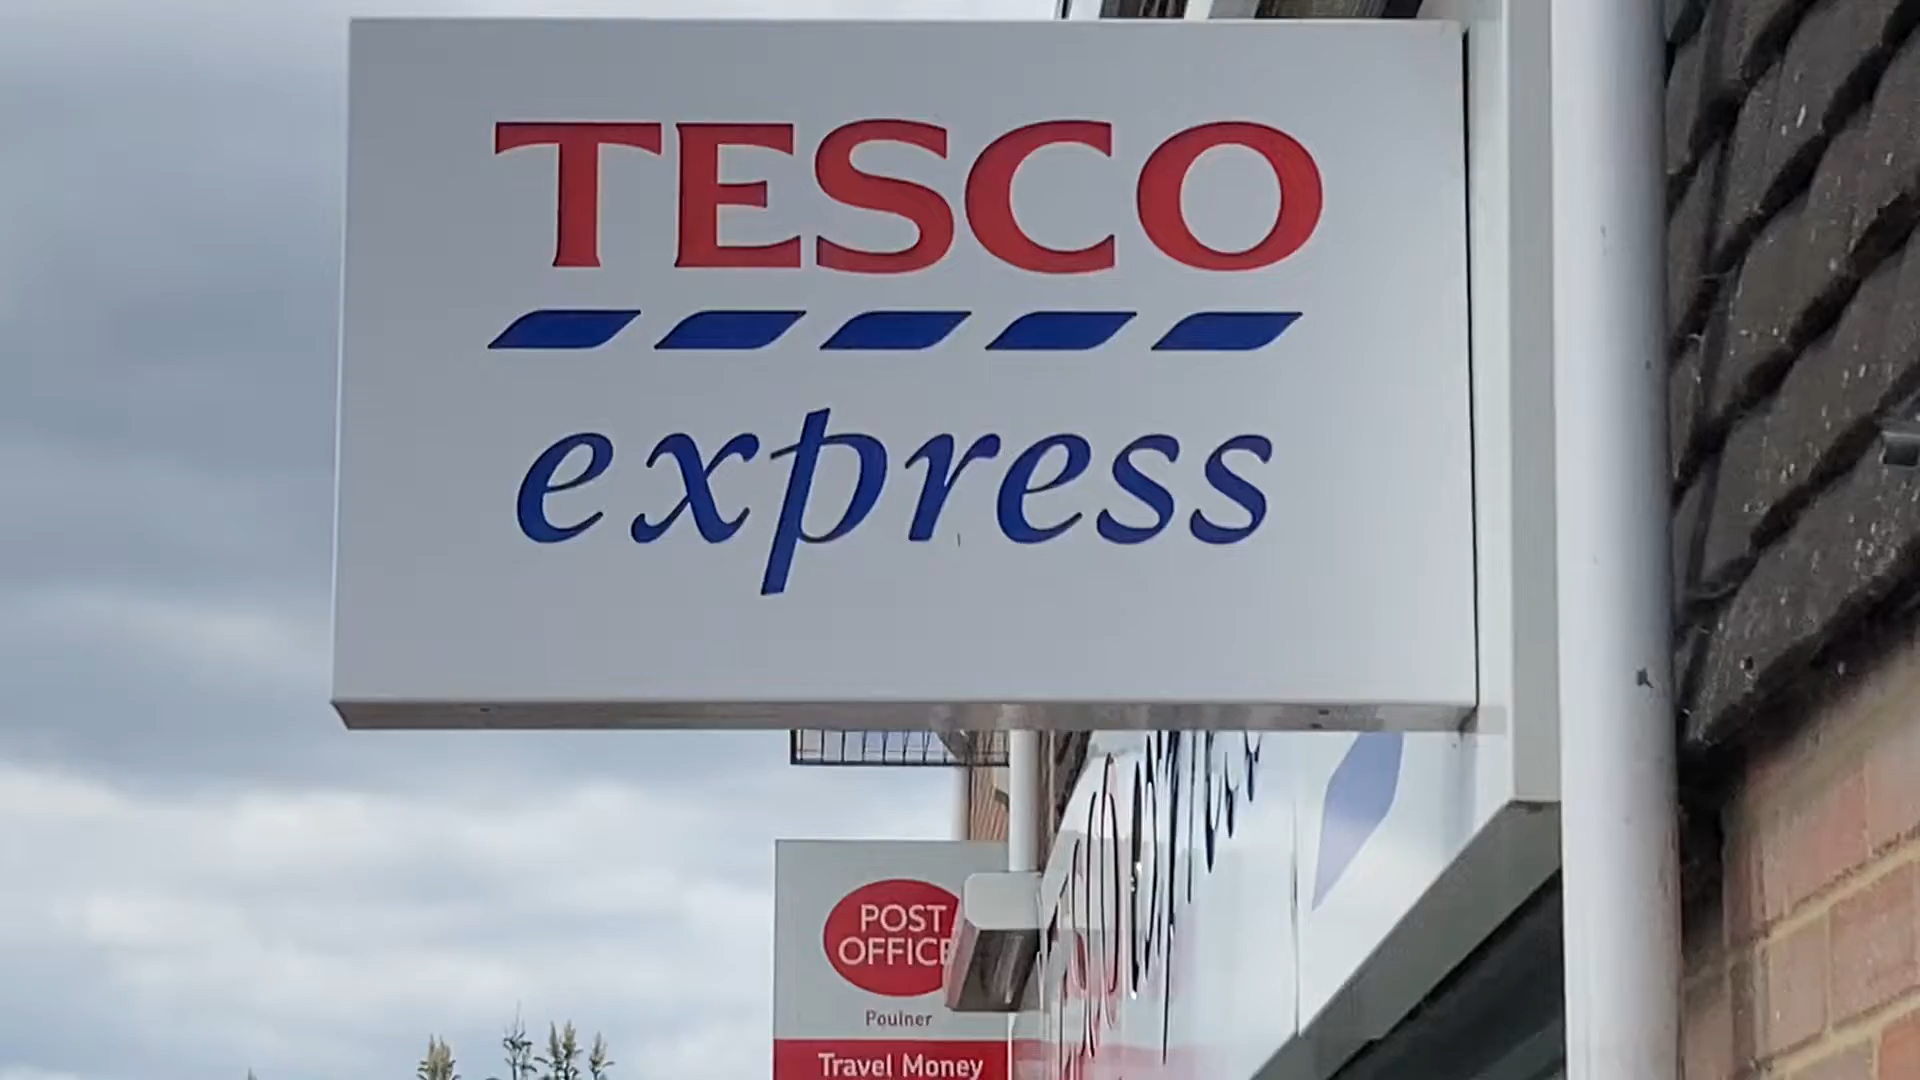 TESCO
express
POST
OFFICE
Poulner
Travel Money